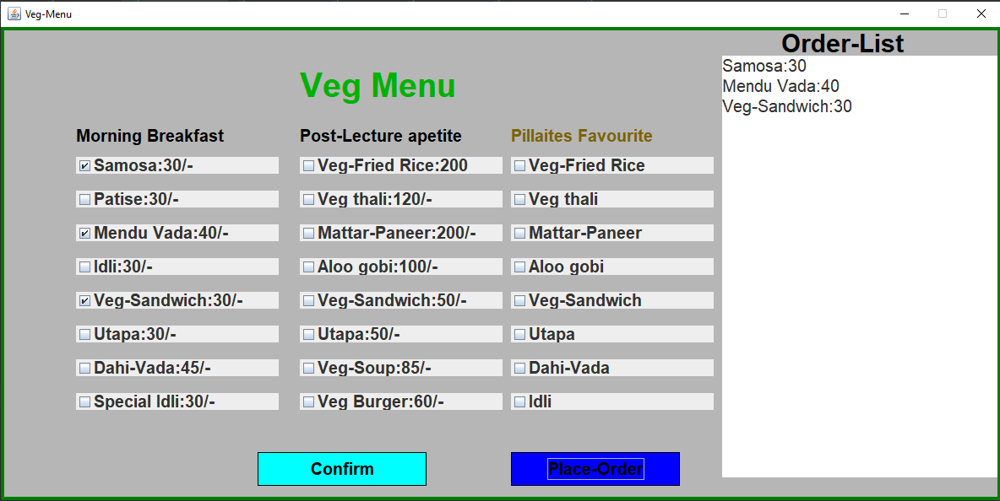 Veg-Menu
Veg Menu
Morning Breakfast
Samosa:30/-
Patise:30/-
Mendu Vada:40/-
Idli:30/-
Veg-Sandwich:30/-
Utapa:30/-
Dahi-Vada:45/-
Special Idli:30/-
Post-Lecture apetite
Veg-Fried Rice:200
Veg thali:120/-
Mattar-Paneer:200/-
Aloo gobi:100/-
Veg-Sandwich:50/-
Utapa:50/-
Veg-Soup:85/-
Veg Burger:60/-
Pillaites Favourite
Veg-Fried Rice
Veg thali
Mattar-Paneer
Aloo gobi
Veg-Sandwich
Utapa
Dahi-Vada
Idli
Confirm
Place-Order
Order-List
Samosa:30
Mendu Vada:40
Veg-Sandwich:30